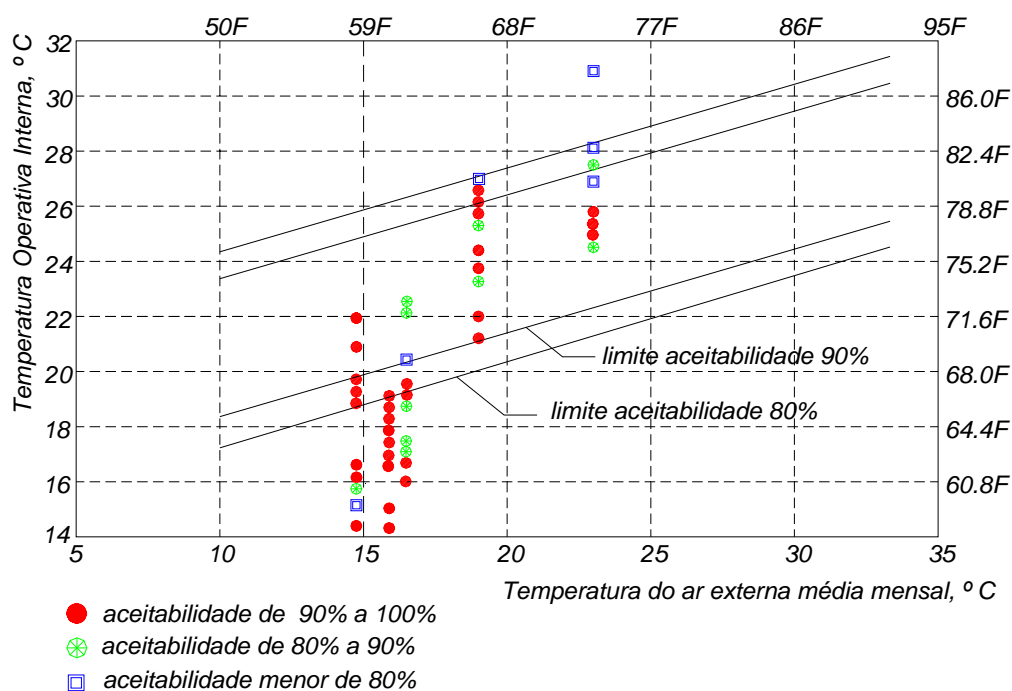 50F 59F 68F 77F 86F 95F
Temperatura Operativa Interna, º C
32
30
28
26
24
22
20
18
16
14
86.0F
82.4F
78.8F
75.2F
71.6F
68.0F
64.4F
60.8F
limite aceitabilidade 90%
limite aceitabilidade 80%
5 10 15 20 25 30 35
Temperatura do ar externa média mensal, º C
aceitabilidade de 90% a 100%
aceitabilidade de 80% a 90%
aceitabilidade menor de 80%